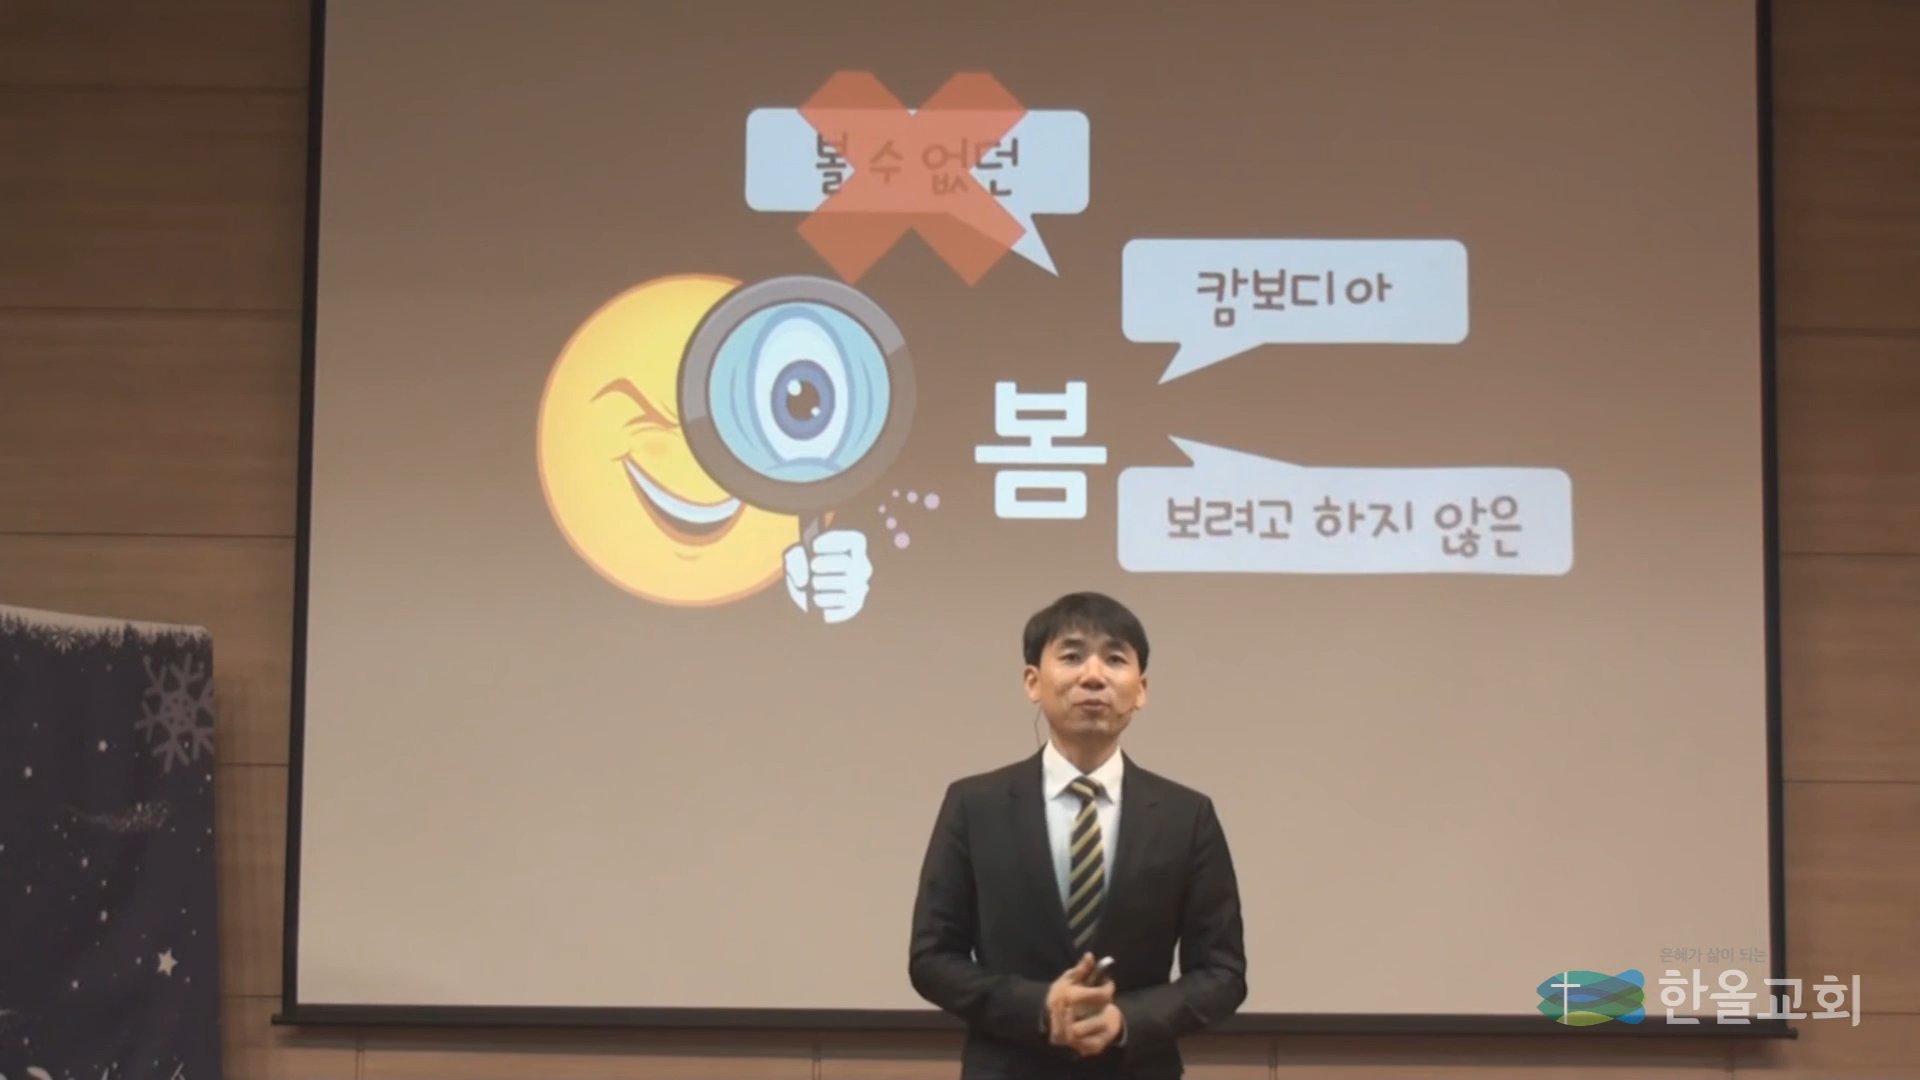 볼 수 없던
캄보디아
봄
보려고 하지 않은
은혜가 삶이 되는
한울교회